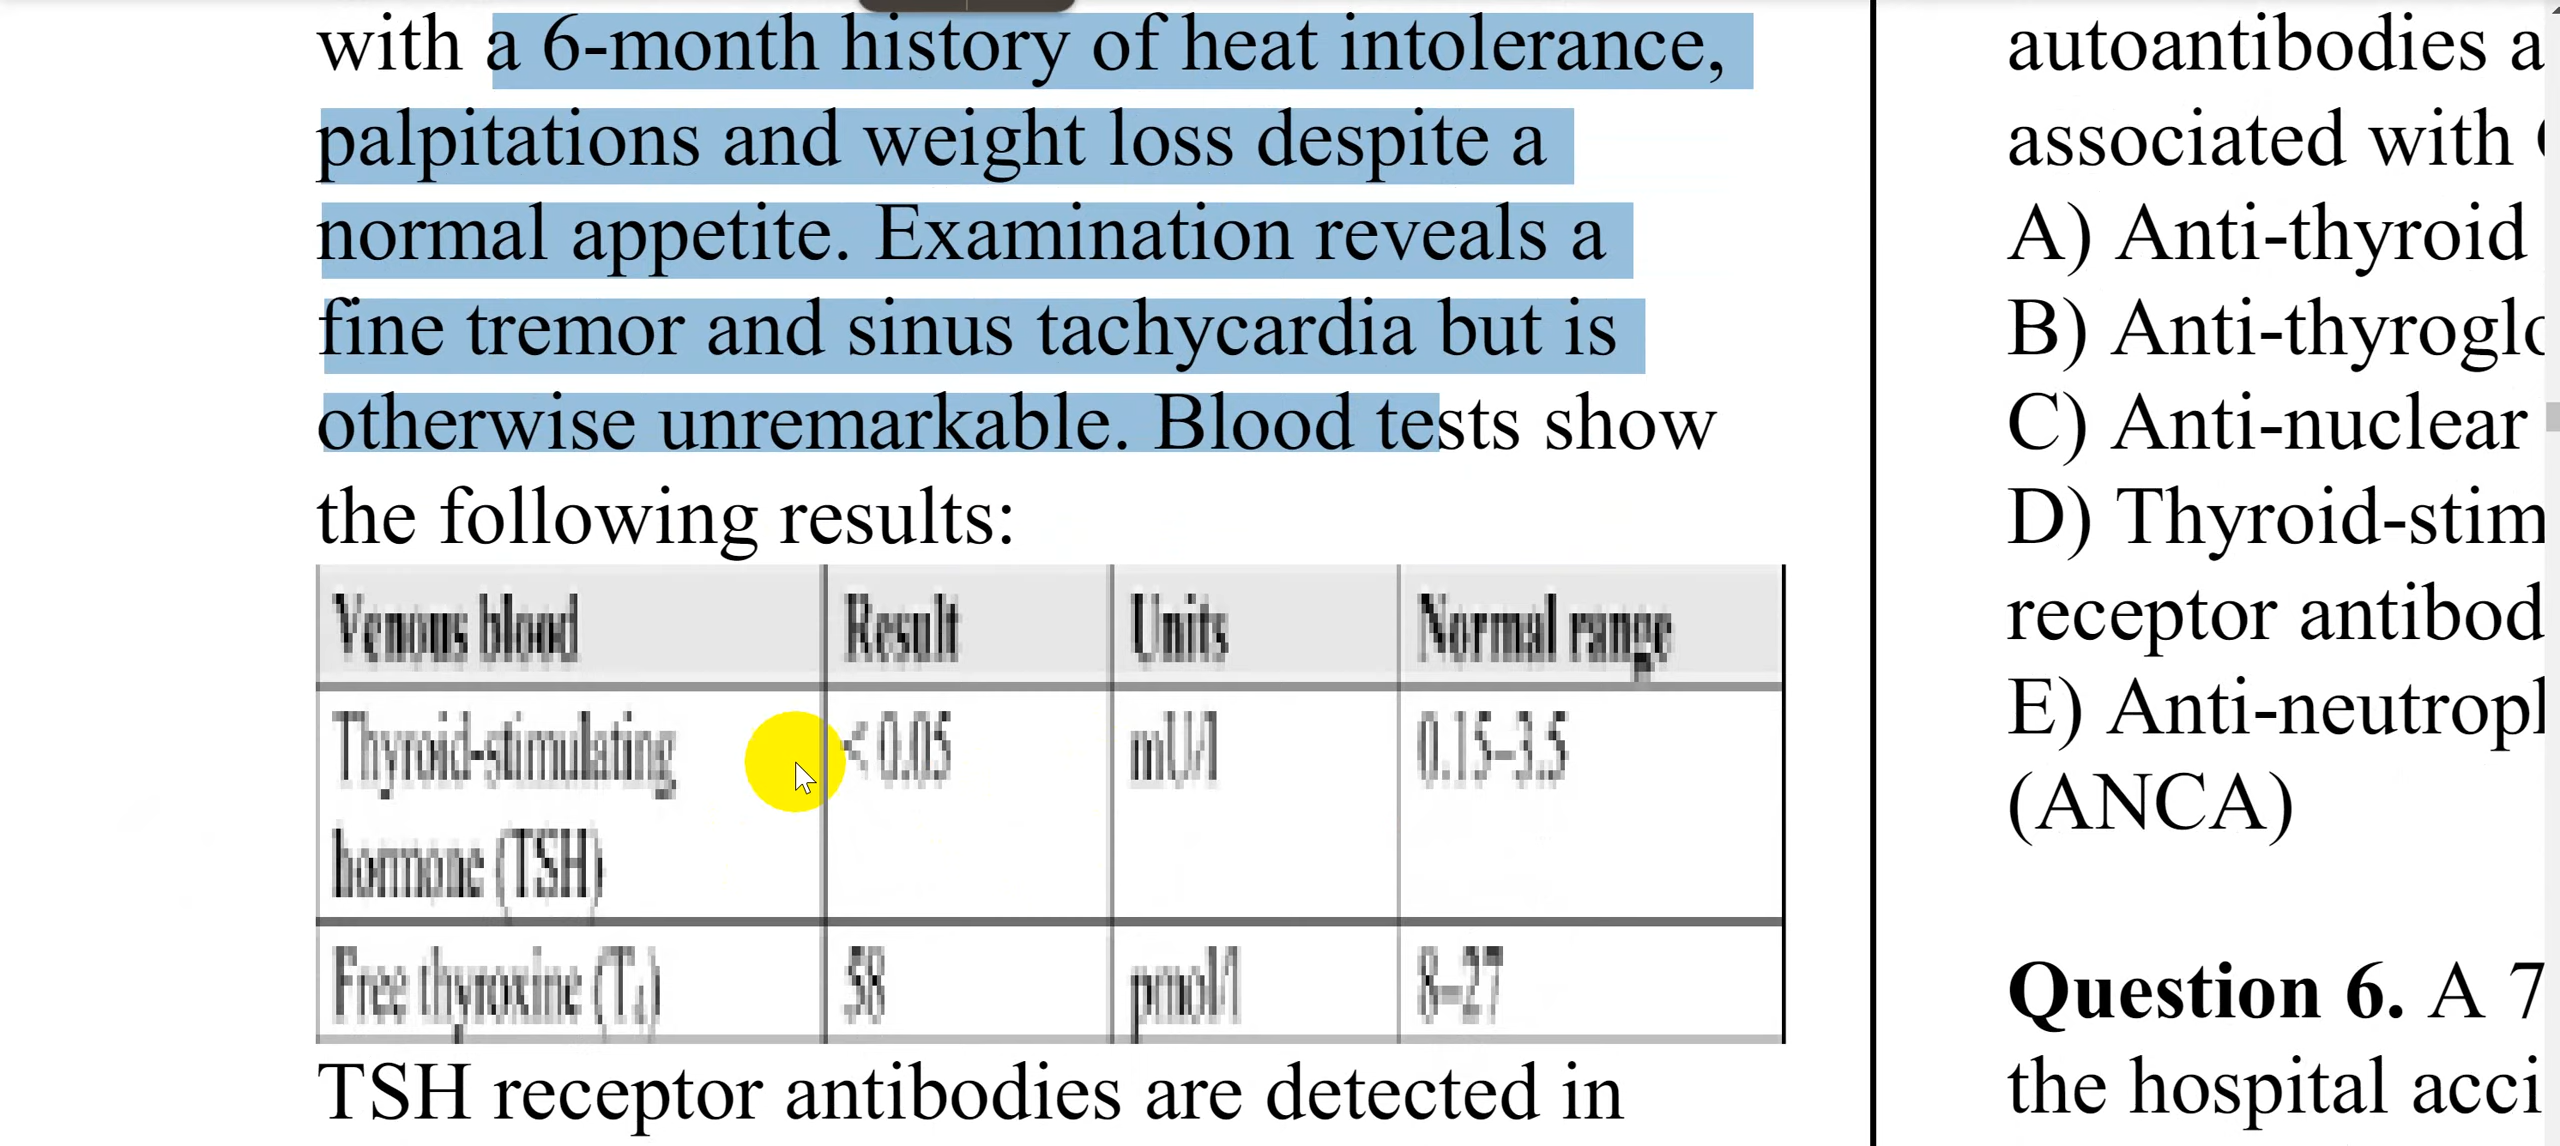 with a 6-month history of heat intolerance,
palpitations and weight loss despite a
normal appetite. Examination reveals a
fine tremor and sinus tachycardia but is
otherwise unremarkable. Blood tests show
the following results:
Venous blood Result Units Normal range
Thyroid-stimulating < 0.05 mU/l 0.15–3.5
hormone (TSH)
Free thyroxine (T₄) 58 pmol/l 8–27
TSH receptor antibodies are detected in
autoantibodies a
associated with
A) Anti-thyroid
B) Anti-thyroglo
C) Anti-nuclear
D) Thyroid-stim
receptor antibod
E) Anti-neutroph
(ANCA)
Question 6. A 7
the hospital acci